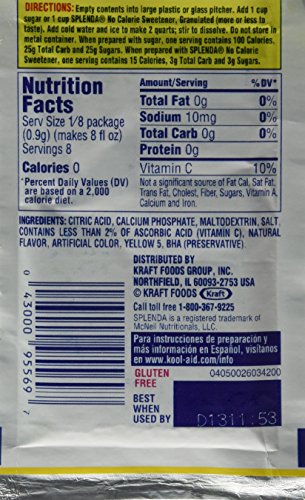 DIRECTIONS: Empty contents into large plastic or glass pitcher. Add 1 cup
sugar or 1 cup SPLENDA® No Calorie Sweetener, Granulated (more or less to
taste). Add cold water and ice to make 2 quarts; stir to dissolve. Do not store in
metal container. When prepared with sugar, one serving contains 100 Calories,
25g Total Carb and 25g Sugars. When prepared with SPLENDA® No Calorie
Sweetener, one serving contains 15 Calories, 3g Total Carb and 3g Sugars.
Nutrition
Facts
Serv Size 1/8 package
(0.9g) (makes 8 fl oz)
Servings 8
Calories 0
*Percent Daily Values (DV)
are based on a 2,000
calorie diet.
Amount/Serving %DV*
Total Fat 0g 0%
Sodium 10mg 0%
Total Carb 0g 0%
Protein 0g
Vitamin C 10%
Not a significant source of Fat Cal, Sat Fat,
Trans Fat, Cholest, Fiber, Sugars, Vitamin A,
Calcium and Iron.
INGREDIENTS: CITRIC ACID, CALCIUM PHOSPHATE, MALTODEXTRIN, SALT,
CONTAINS LESS THAN 2% OF ASCORBIC ACID (VITAMIN C), NATURAL
FLAVOR, ARTIFICIAL COLOR, YELLOW 5, BHA (PRESERVATIVE).
DISTRIBUTED BY
KRAFT FOODS GROUP, INC.
NORTHFIELD, IL 60093-2753 USA
© KRAFT FOODS Kraft
Call toll free 1-800-367-9225
SPLENDA is a registered trademark of
McNeil Nutritionals, LLC.
Para instrucciones de preparación y
más información en Español, visítanos
en www.kool-aid.com
0 43000 95569 7
GLUTEN
FREE
04050026034200
BEST
WHEN
USED BY
D1311:53